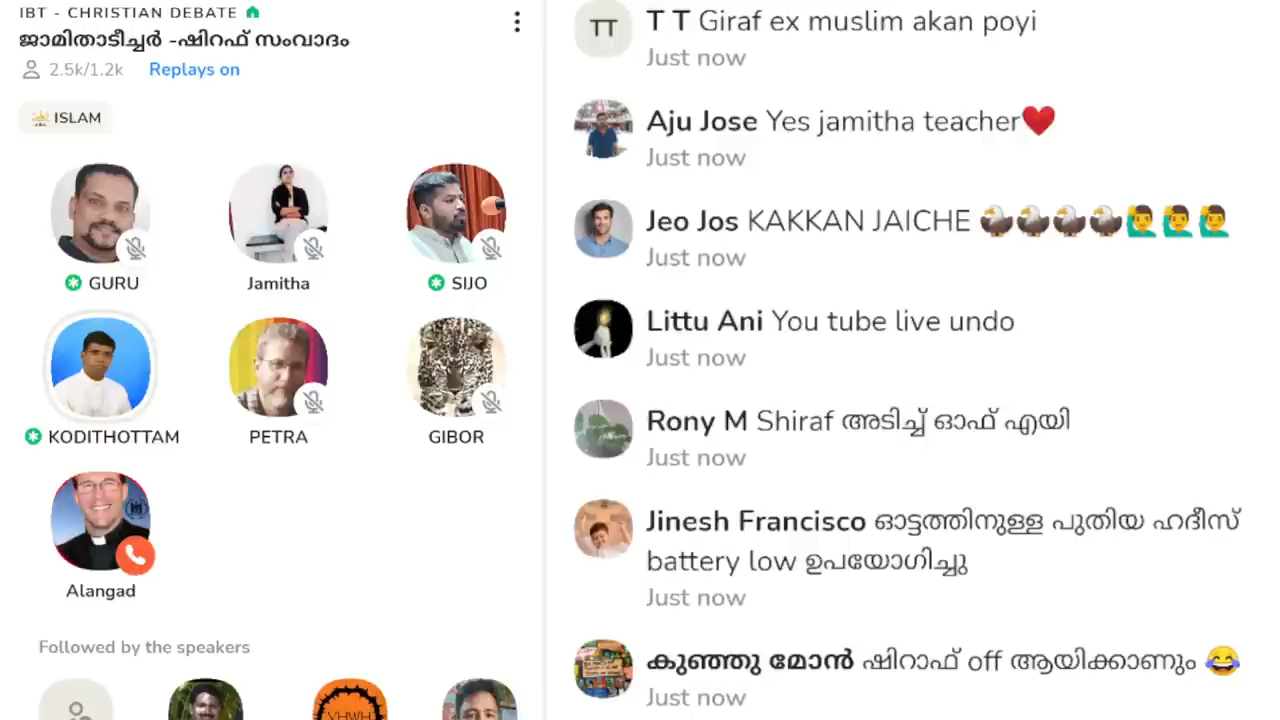 IBT - CHRISTIAN DEBATE
ജാമിതാടീച്ചർ -ഷിറഫ് സംവാദം
2.5k/1.2k Replays on
ISLAM
GURU Jamitha SIJO
KODITHOTTAM PETRA GIBOR
Alangad
Followed by the speakers
YHWH
TT
T T Giraf ex muslim akan poyi
Just now
Aju Jose Yes jamitha teacher❤️
Just now
Jeo Jos KAKKAN JAICHE 🦅🦅🦅🦅🙋‍♂️🙋‍♂️🙋‍♂️
Just now
Littu Ani You tube live undo
Just now
Rony M Shiraf അടിച്ച് ഓഫ് എയി
Just now
Jinesh Francisco ഓട്ടത്തിനുള്ള പുതിയ ഹദീസ്
battery low ഉപയോഗിച്ചു
Just now
കുഞ്ഞു മോൻ ഷിറാഫ് off ആയിക്കാണും 😂
Just now